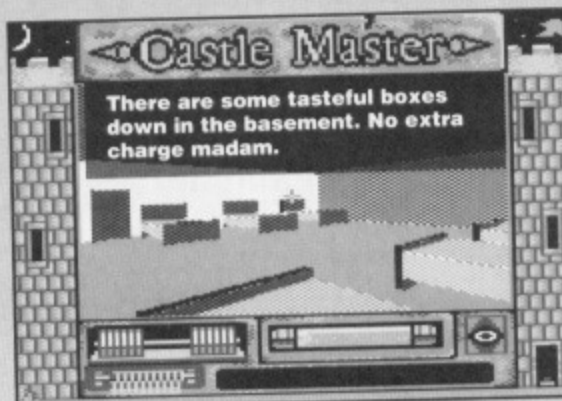 Castle Master
There are some tasteful boxes
down in the basement. No extra
charge madam.